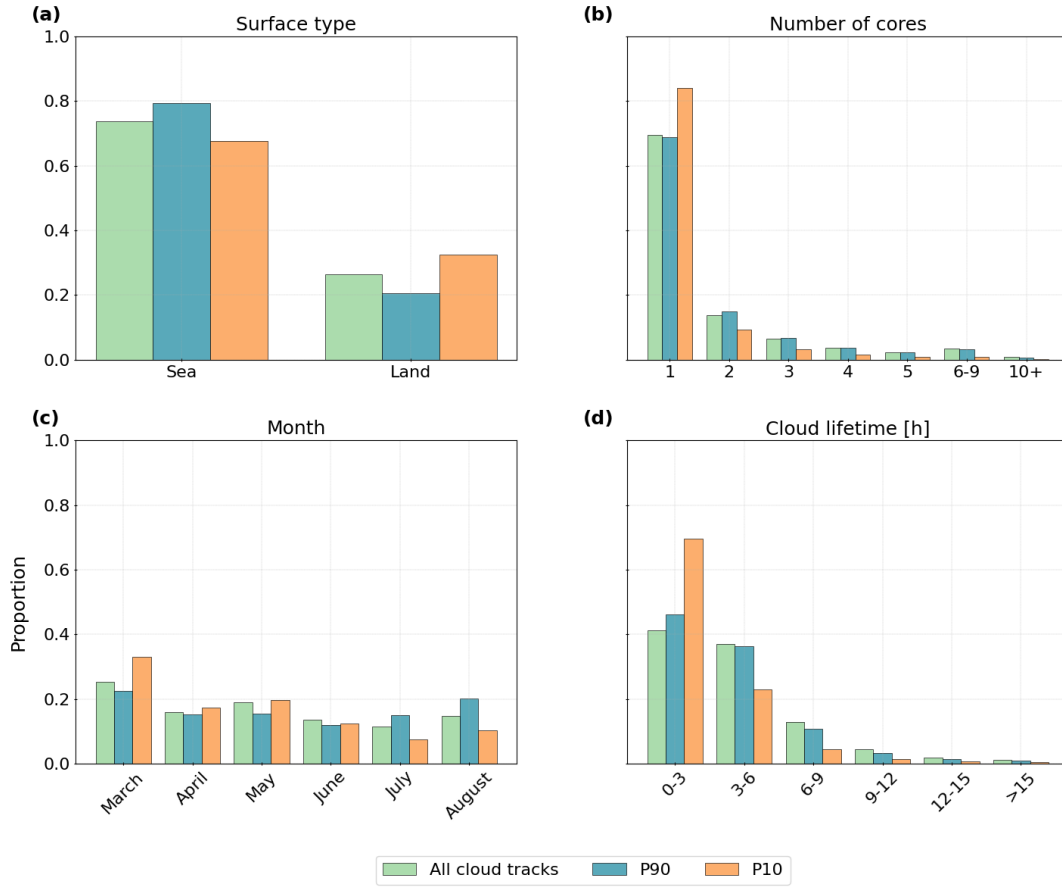 (a)
Surface type
1.0
0.8
0.6
0.4
0.2
0.0
Sea Land
(b)
Number of cores
1 2 3 4 5 6-9 10+
(c)
Month
Proportion
1.0
0.8
0.6
0.4
0.2
0.0
March April May June July August
(d)
Cloud lifetime [h]
0-3 3-6 6-9 9-12 12-15 >15
All cloud tracks P90 P10